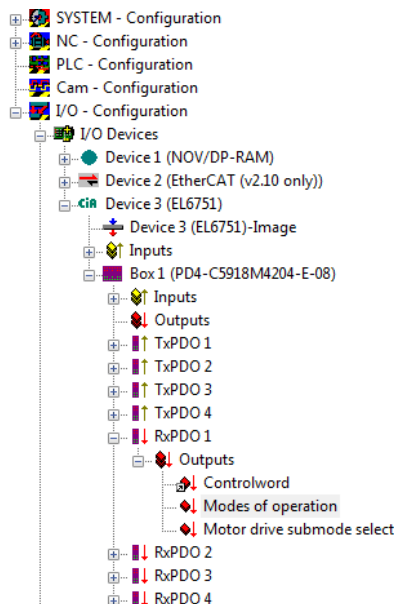 SYSTEM - Configuration
NC - Configuration
PLC - Configuration
Cam - Configuration
I/O - Configuration
I/O Devices
Device 1 (NOV/DP-RAM)
Device 2 (EtherCAT (v2.10 only))
CiA Device 3 (EL6751)
Device 3 (EL6751)-Image
Inputs
Box 1 (PD4-C5918M4204-E-08)
Inputs
Outputs
TxPDO 1
TxPDO 2
TxPDO 3
TxPDO 4
RxPDO 1
Outputs
Controlword
Modes of operation
Motor drive submode select
RxPDO 2
RxPDO 3
RxPDO 4